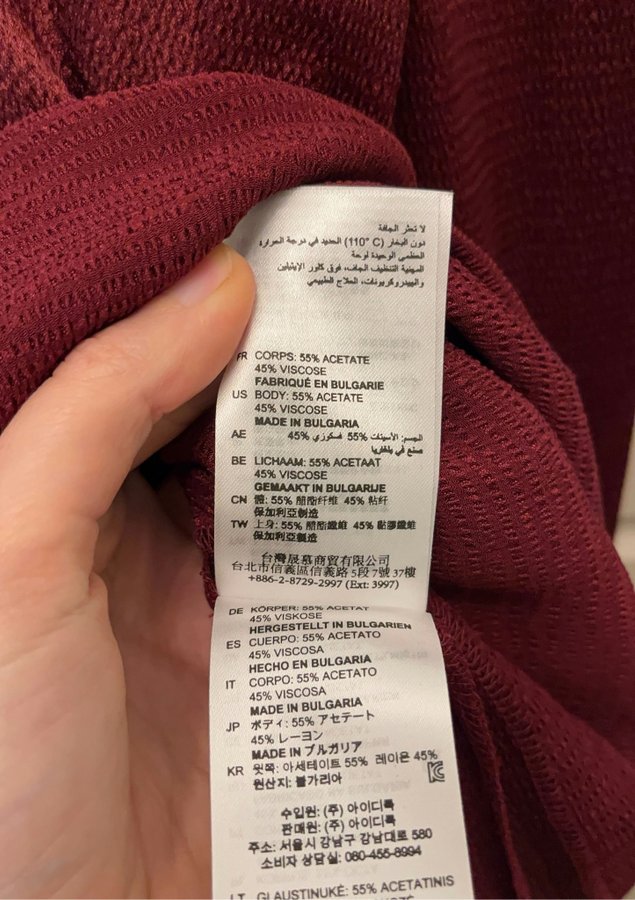 لا تعثر الجافة
دون البخار (110° C) الحديد في درجة الحرارة
العظمى الوحيدة لوحة
المهنية التنظيف الجاف، فوق كلور الإيثيلين
والهيدروكربونات، العلاج الطبيعي
FR CORPS: 55% ACETATE
45% VISCOSE
FABRIQUÉ EN BULGARIE
US BODY: 55% ACETATE
45% VISCOSE
MADE IN BULGARIA
AE الجسم: 55% الأسيتات 45% فسكوزي
صنع في بلغاريا
BE LICHAAM: 55% ACETAAT
45% VISCOSE
GEMAAKT IN BULGARIJE
CN 體: 55% 醋酯纤维 45% 粘纤
保加利亞創造
TW 上身: 55% 醋酯纖維 45% 黏膠纖維
保加利亞製造
台灣晟慕商貿有限公司
台北市信義區信義路 5段 7號 37樓
+886-2-8729-2997 (Ext: 3997)
DE KÖRPER: 55% ACETAT
45% VISKOSE
HERGESTELLT IN BULGARIEN
ES CUERPO: 55% ACETATO
45% VISCOSA
HECHO EN BULGARIA
IT CORPO: 55% ACETATO
45% VISCOSA
MADE IN BULGARIA
JP ボディ: 55% アセテート
45% レーヨン
MADE IN ブルガリア
KR 윗쪽: 아세테이트 55% 레이온 45%
원산지: 불가리아
수입원: (주) 아이디룩
판매원: (주) 아이디룩
주소: 서울시 강남구 강남대로 580
소비자 상담실: 080-455-8994
LT GLAUSTINUKĖ: 55% ACETATINIS